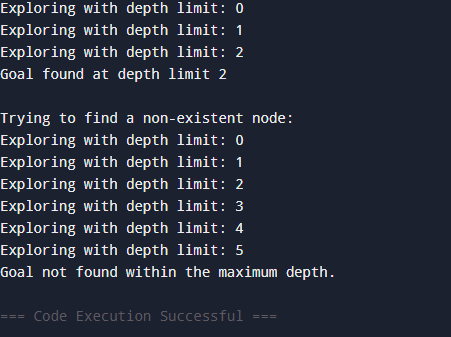 Exploring with depth limit: 0
Exploring with depth limit: 1
Exploring with depth limit: 2
Goal found at depth limit 2
Trying to find a non-existent node:
Exploring with depth limit: 0
Exploring with depth limit: 1
Exploring with depth limit: 2
Exploring with depth limit: 3
Exploring with depth limit: 4
Exploring with depth limit: 5
Goal not found within the maximum depth.
=== Code Execution Successful ===